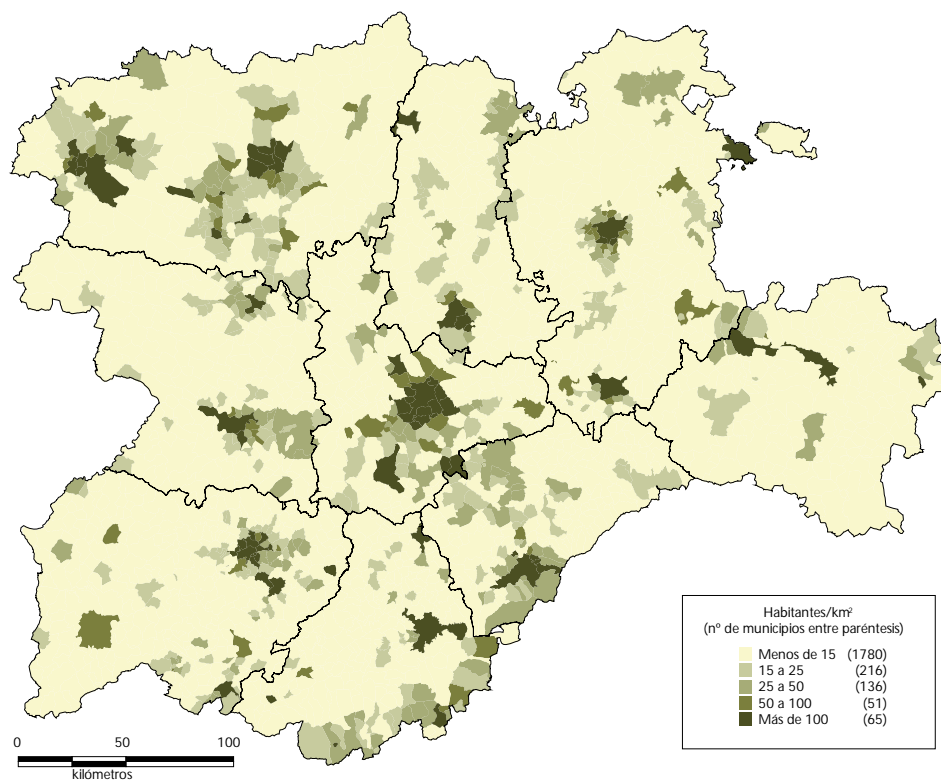 Habitantes/km²
(nº de municipios entre paréntesis)
Menos de 15 (1780)
15 a 25 (216)
25 a 50 (136)
50 a 100 (51)
Más de 100 (65)
0 50 100
kilómetros